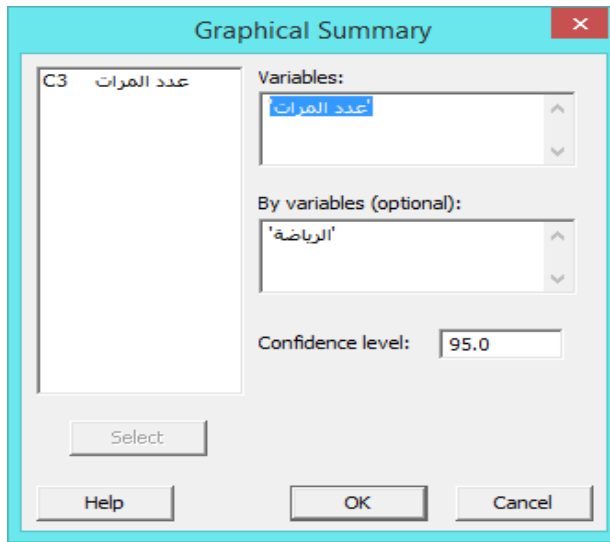 Graphical Summary
C3 عدد المرات
Variables:
'عدد المرات'
By variables (optional):
'الرياضة'
Confidence level: 95.0
Select
Help OK Cancel